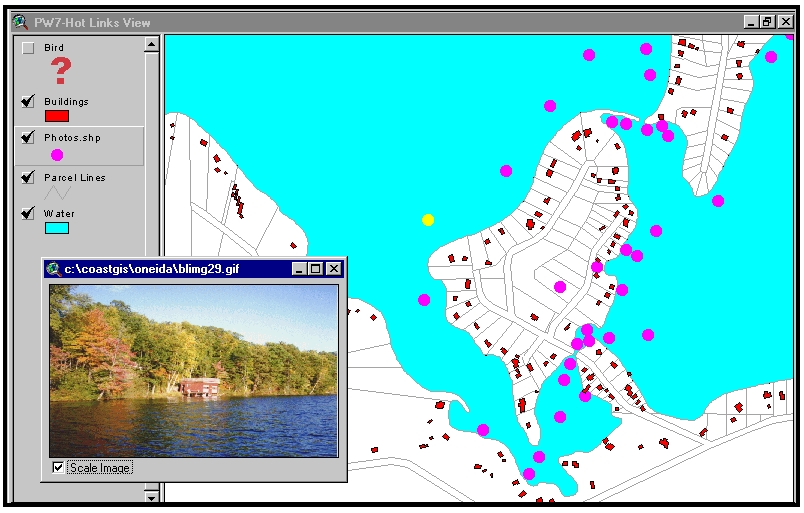 PW7-Hot Links View
Bird
?
Buildings
Photos.shp
Parcel Lines
Water
c:\coastgis\oneida\blimg29.gif
Scale Image